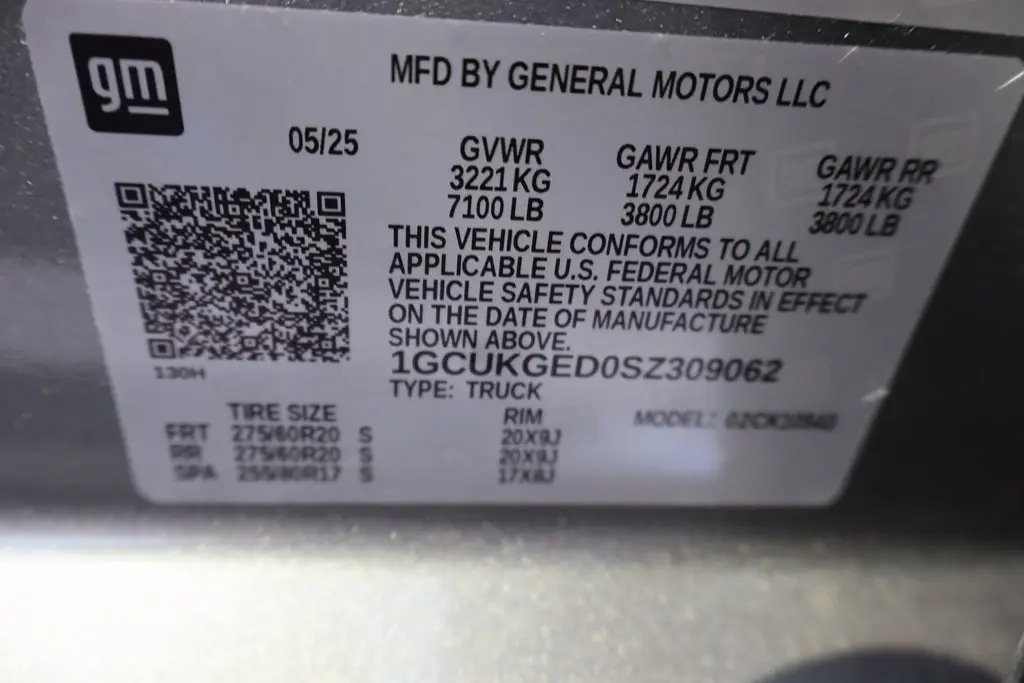 gm
MFD BY GENERAL MOTORS LLC
05/25
GVWR GAWR FRT GAWR RR
3221 KG 1724 KG 1724 KG
7100 LB 3800 LB 3800 LB
THIS VEHICLE CONFORMS TO ALL
APPLICABLE U.S. FEDERAL MOTOR
VEHICLE SAFETY STANDARDS IN EFFECT
ON THE DATE OF MANUFACTURE
SHOWN ABOVE.
1GCUKGED0SZ309062
130H
TYPE: TRUCK
TIRE SIZE RIM MODEL:
FRT 275/60R20 S 20X9J
RR 275/60R20 S 20X9J
SPA 255/80R17 S 17X8J